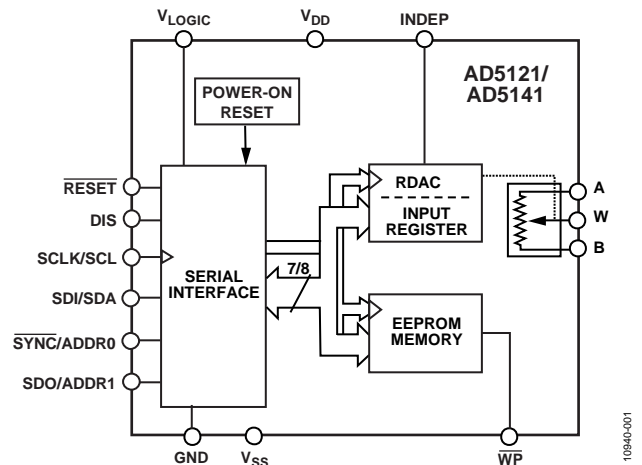 VLOGIC
VDD
INDEP
AD5121/
AD5141
POWER-ON
RESET
RESET
DIS
SCLK/SCL
SDI/SDA
SYNC/ADDR0
SDO/ADDR1
SERIAL
INTERFACE
7/8
RDAC
INPUT
REGISTER
EEPROM
MEMORY
A
W
B
GND
VSS
WP
10940-001